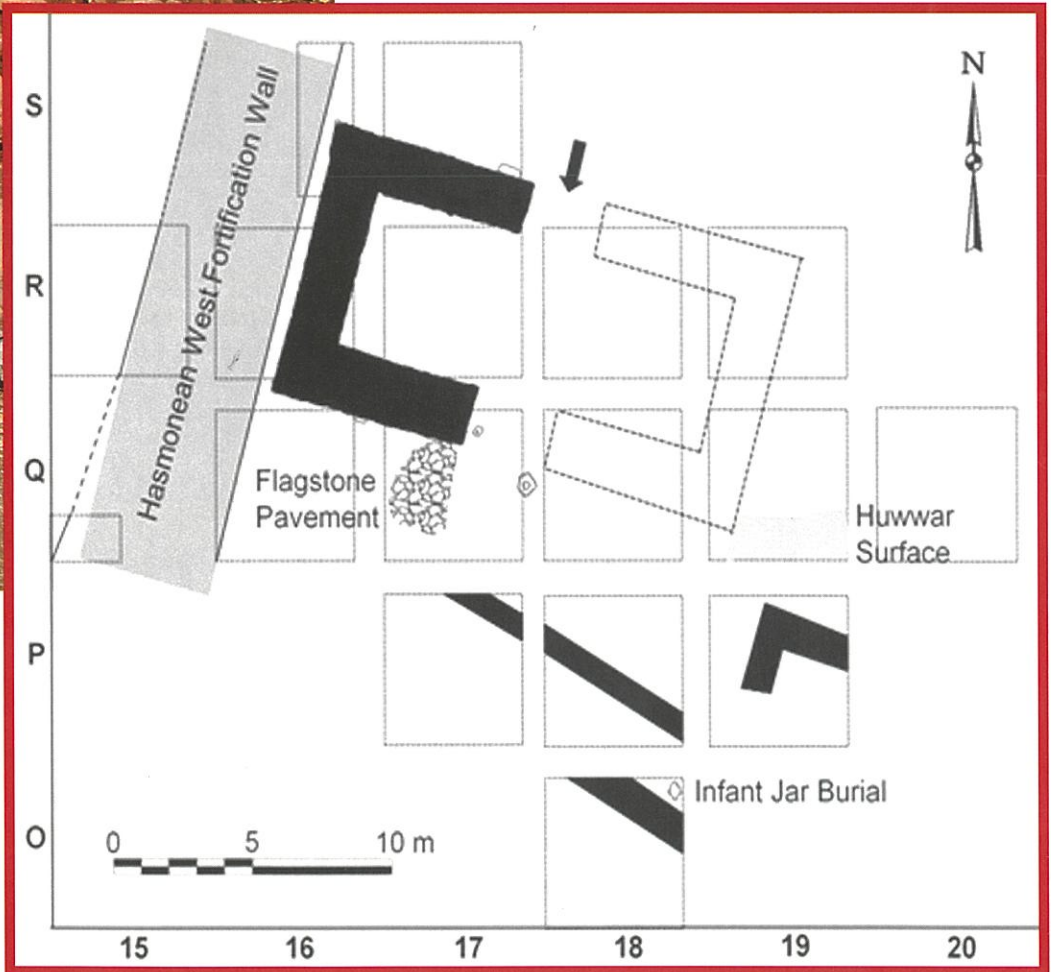 N
S
R
Q
P
O
Hasmonean West Fortification Wall
Flagstone
Pavement
Huwwar
Surface
Infant Jar Burial
0 5 10 m
15 16 17 18 19 20